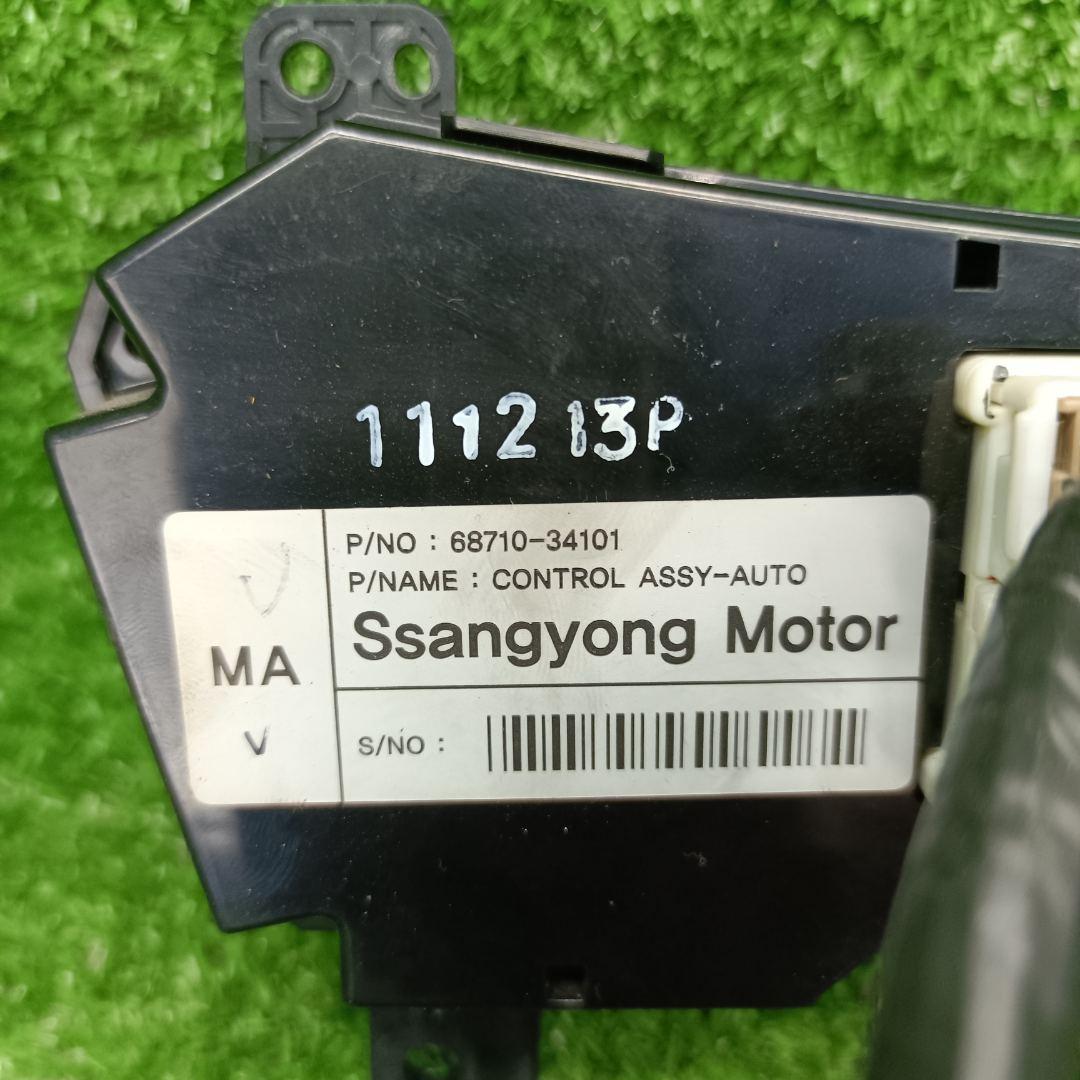 111213P
P/NO : 68710-34101
P/NAME : CONTROL ASSY-AUTO
Ssangyong Motor
MA
V
S/NO :